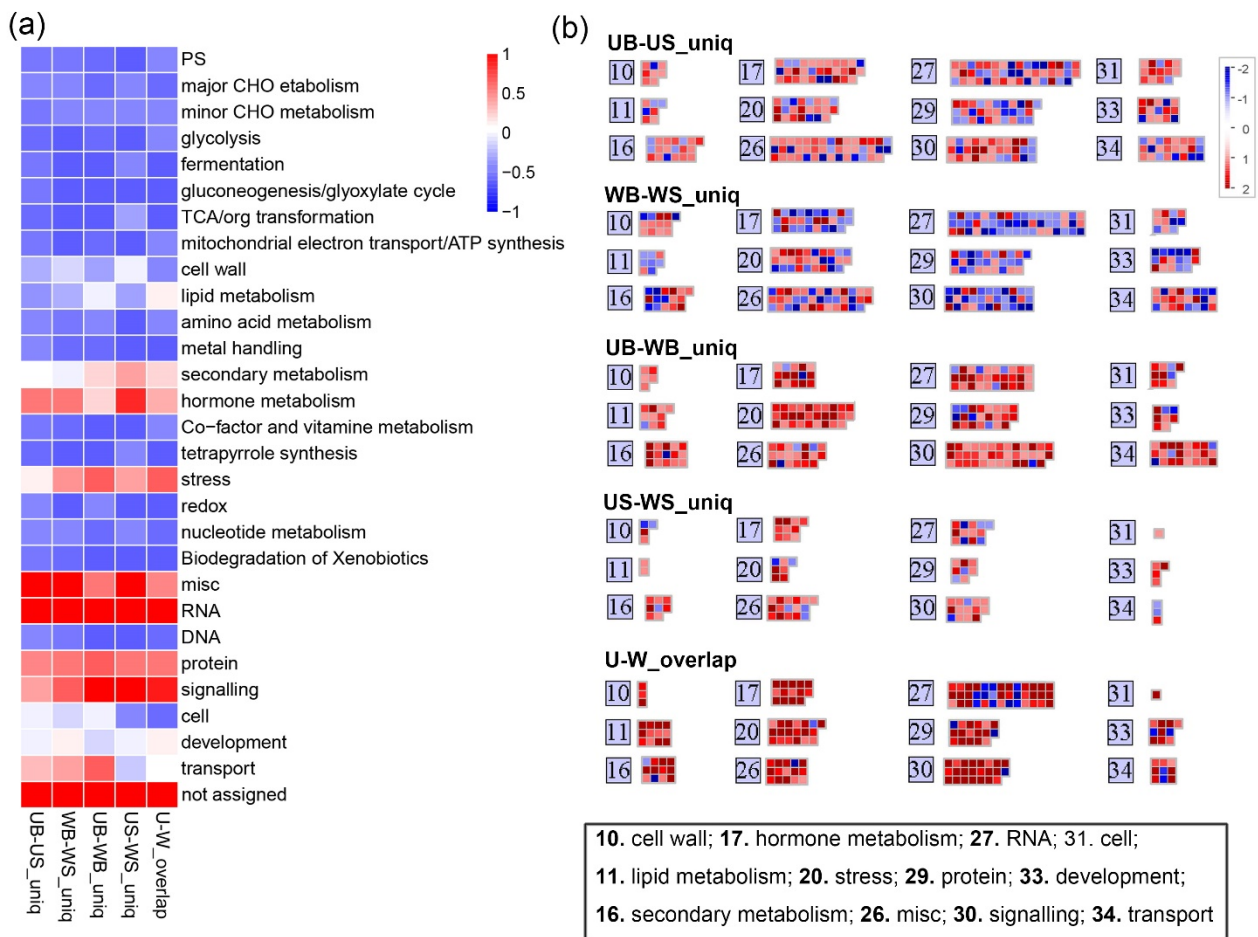 (a)
PS
major CHO etabolism
minor CHO metabolism
glycolysis
fermentation
gluconeogenesis/glyoxylate cycle
TCA/org transformation
mitochondrial electron transport/ATP synthesis
cell wall
lipid metabolism
amino acid metabolism
metal handling
secondary metabolism
hormone metabolism
Co-factor and vitamine metabolism
tetrapyrrole synthesis
stress
redox
nucleotide metabolism
Biodegradation of Xenobiotics
misc
RNA
DNA
protein
signalling
cell
development
transport
not assigned
1
0.5
0
−0.5
−1
UB-US_uniq
WB-WS_uniq
UB-WB_uniq
US-WS_uniq
U-W_overlap
(b)
UB-US_uniq
10 17 27 31
11 20 29 33
16 26 30 34
WB-WS_uniq
10 17 27 31
11 20 29 33
16 26 30 34
UB-WB_uniq
10 17 27 31
11 20 29 33
16 26 30 34
US-WS_uniq
10 17 27 31
11 20 29 33
16 26 30 34
U-W_overlap
10 17 27 31
11 20 29 33
16 26 30 34
-2
-1
0
1
2
10. cell wall; 17. hormone metabolism; 27. RNA; 31. cell;
11. lipid metabolism; 20. stress; 29. protein; 33. development;
16. secondary metabolism; 26. misc; 30. signalling; 34. transport